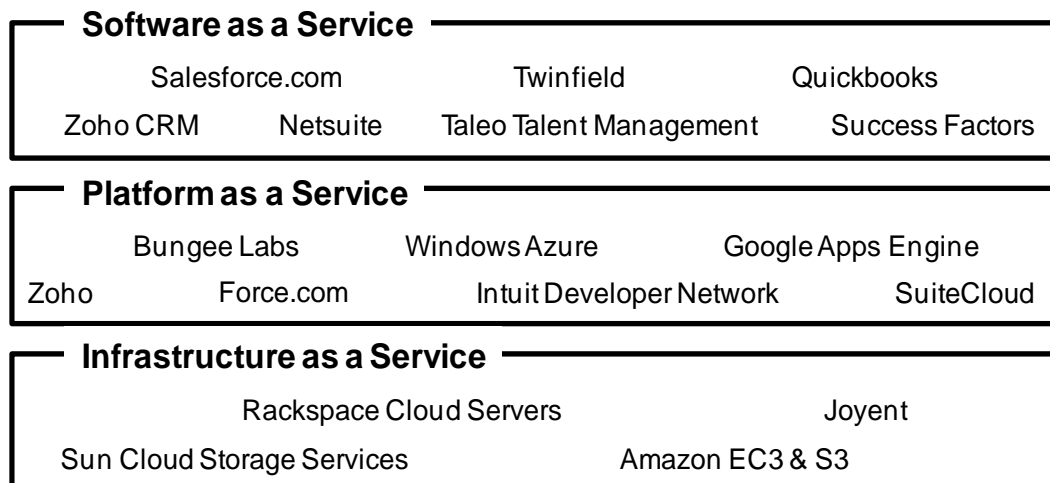 Software as a Service
Salesforce.com Twinfield Quickbooks
Zoho CRM Netsuite Taleo Talent Management Success Factors
Platform as a Service
Bungee Labs Windows Azure Google Apps Engine
Zoho Force.com Intuit Developer Network SuiteCloud
Infrastructure as a Service
Rackspace Cloud Servers Joyent
Sun Cloud Storage Services Amazon EC3 & S3